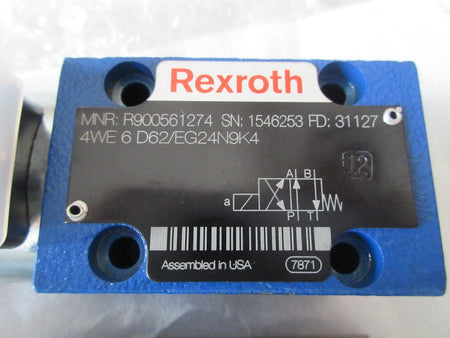 Rexroth
MNR: R900561274 SN: 1546253 FD: 31127
4WE 6 D62/EG24N9K4
12
A B
a
P T
Assembled in USA
7871